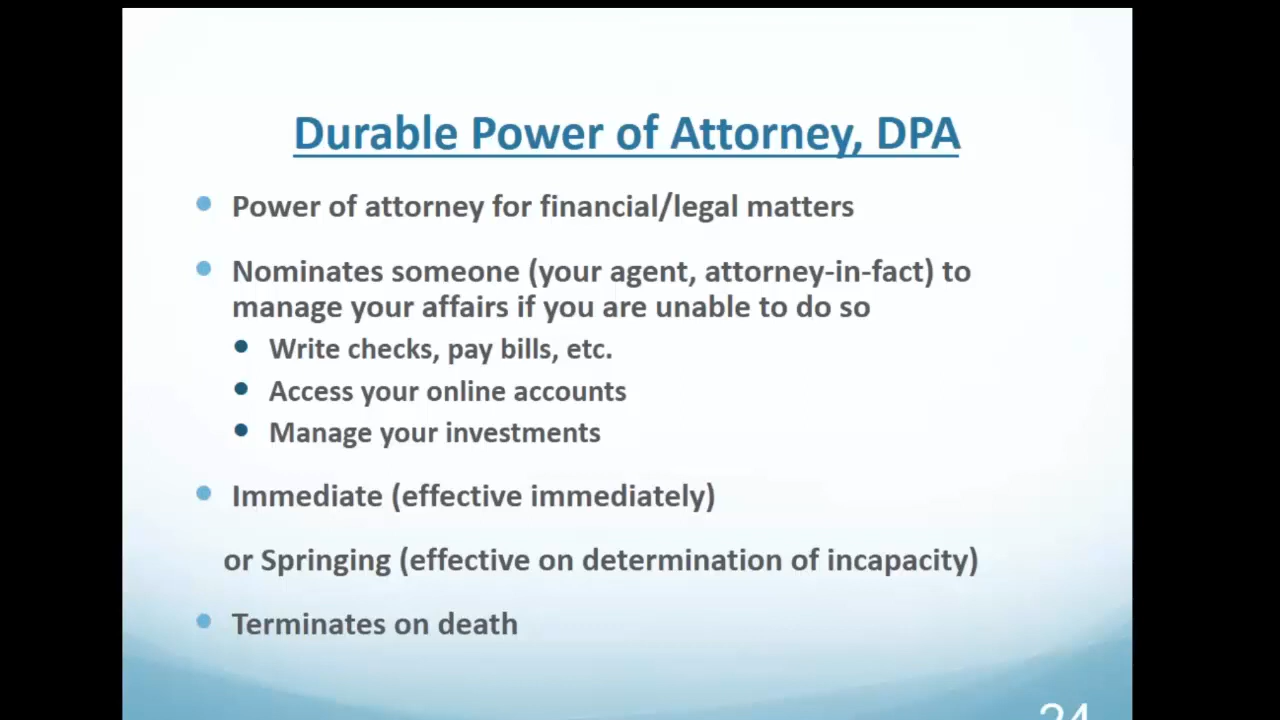 Durable Power of Attorney, DPA
Power of attorney for financial/legal matters
Nominates someone (your agent, attorney-in-fact) to
manage your affairs if you are unable to do so
Write checks, pay bills, etc.
Access your online accounts
Manage your investments
Immediate (effective immediately)
or Springing (effective on determination of incapacity)
Terminates on death
24